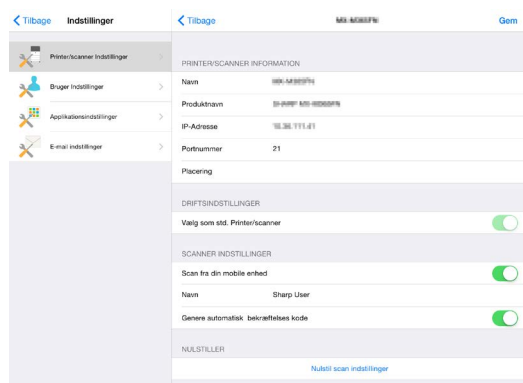 Tilbage
Indstillinger
Printer/scanner Indstillinger
Bruger Indstillinger
Applikationsindstillinger
E-mail indstillinger
Tilbage
Gem
PRINTER/SCANNER INFORMATION
Navn
Produktnavn
IP-Adresse
Portnummer 21
Placering
DRIFTSINDSTILLINGER
Vælg som std. Printer/scanner
SCANNER INDSTILLINGER
Scan fra din mobile enhed
Navn Sharp User
Genere automatisk bekræftelses kode
NULSTILLER
Nulstil scan indstillinger